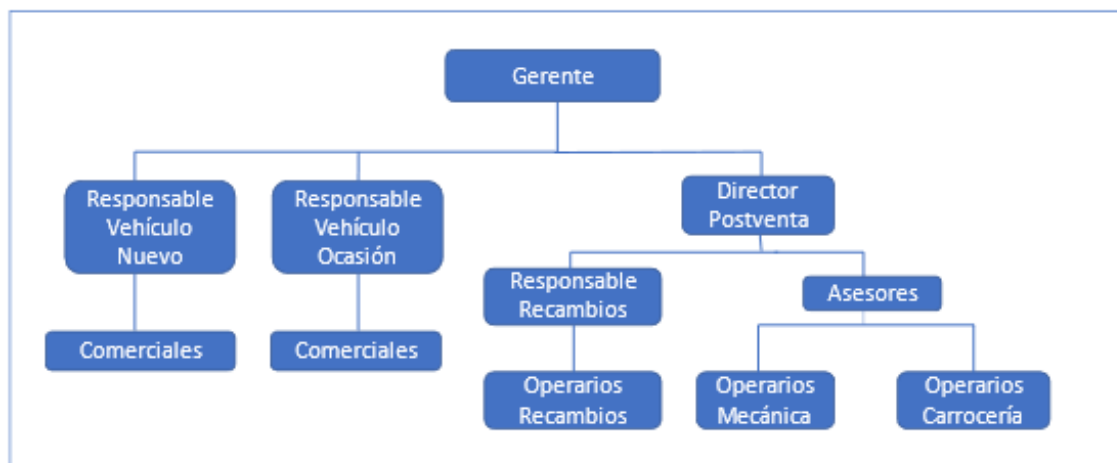 Gerente
Responsable
Vehículo
Nuevo
Responsable
Vehículo
Ocasión
Director
Postventa
Responsable
Recambios
Asesores
Comerciales
Comerciales
Operarios
Recambios
Operarios
Mecánica
Operarios
Carrocería